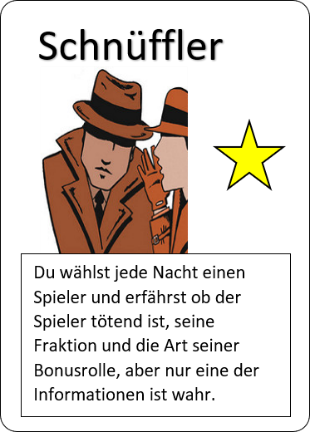 Schnüffler
Du wählst jede Nacht einen
Spieler und erfährst ob der
Spieler tötend ist, seine
Fraktion und die Art seiner
Bonusrolle, aber nur eine der
Informationen ist wahr.